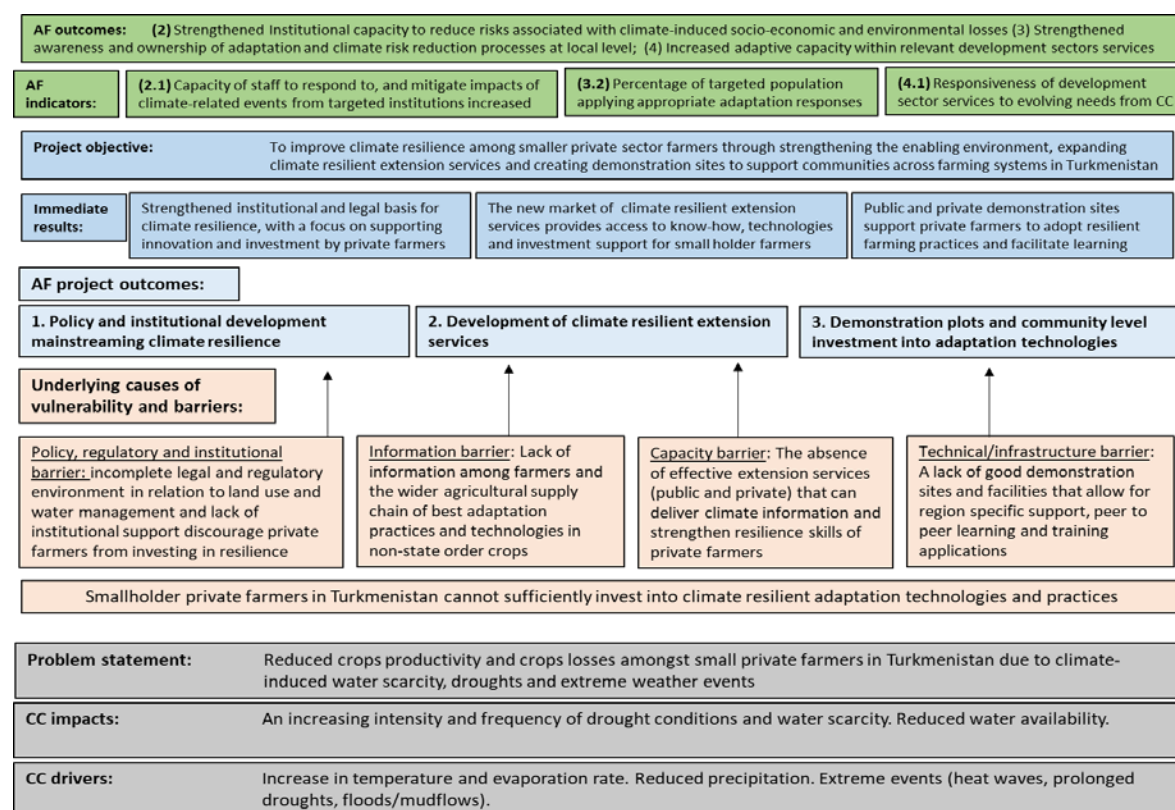 AF outcomes: (2) Strengthened Institutional capacity to reduce risks associated with climate-induced socio-economic and environmental losses (3) Strengthened
awareness and ownership of adaptation and climate risk reduction processes at local level; (4) Increased adaptive capacity within relevant development sectors services
AF
indicators:
(2.1) Capacity of staff to respond to, and mitigate impacts of
climate-related events from targeted institutions increased
(3.2) Percentage of targeted population
applying appropriate adaptation responses
(4.1) Responsiveness of development
sector services to evolving needs from CC
Project objective:
To improve climate resilience among smaller private sector farmers through strengthening the enabling environment, expanding
climate resilient extension services and creating demonstration sites to support communities across farming systems in Turkmenistan
Immediate
results:
Strengthened institutional and legal basis for
climate resilience, with a focus on supporting
innovation and investment by private farmers
The new market of climate resilient extension
services provides access to know-how, technologies
and investment support for small holder farmers
Public and private demonstration sites
support private farmers to adopt resilient
farming practices and facilitate learning
AF project outcomes:
1. Policy and institutional development
mainstreaming climate resilience
2. Development of climate resilient extension
services
3. Demonstration plots and community level
investment into adaptation technologies
Underlying causes of
vulnerability and barriers:
Policy, regulatory and institutional
barrier: incomplete legal and regulatory
environment in relation to land use and
water management and lack of
institutional support discourage private
farmers from investing in resilience
Information barrier: Lack of
information among farmers and
the wider agricultural supply
chain of best adaptation
practices and technologies in
non-state order crops
Capacity barrier: The absence
of effective extension services
(public and private) that can
deliver climate information and
strengthen resilience skills of
private farmers
Technical/infrastructure barrier:
A lack of good demonstration
sites and facilities that allow for
region specific support, peer to
peer learning and training
applications
Smallholder private farmers in Turkmenistan cannot sufficiently invest into climate resilient adaptation technologies and practices
Problem statement:
Reduced crops productivity and crops losses amongst small private farmers in Turkmenistan due to climate-
induced water scarcity, droughts and extreme weather events
CC impacts:
An increasing intensity and frequency of drought conditions and water scarcity. Reduced water availability.
CC drivers:
Increase in temperature and evaporation rate. Reduced precipitation. Extreme events (heat waves, prolonged
droughts, floods/mudflows).